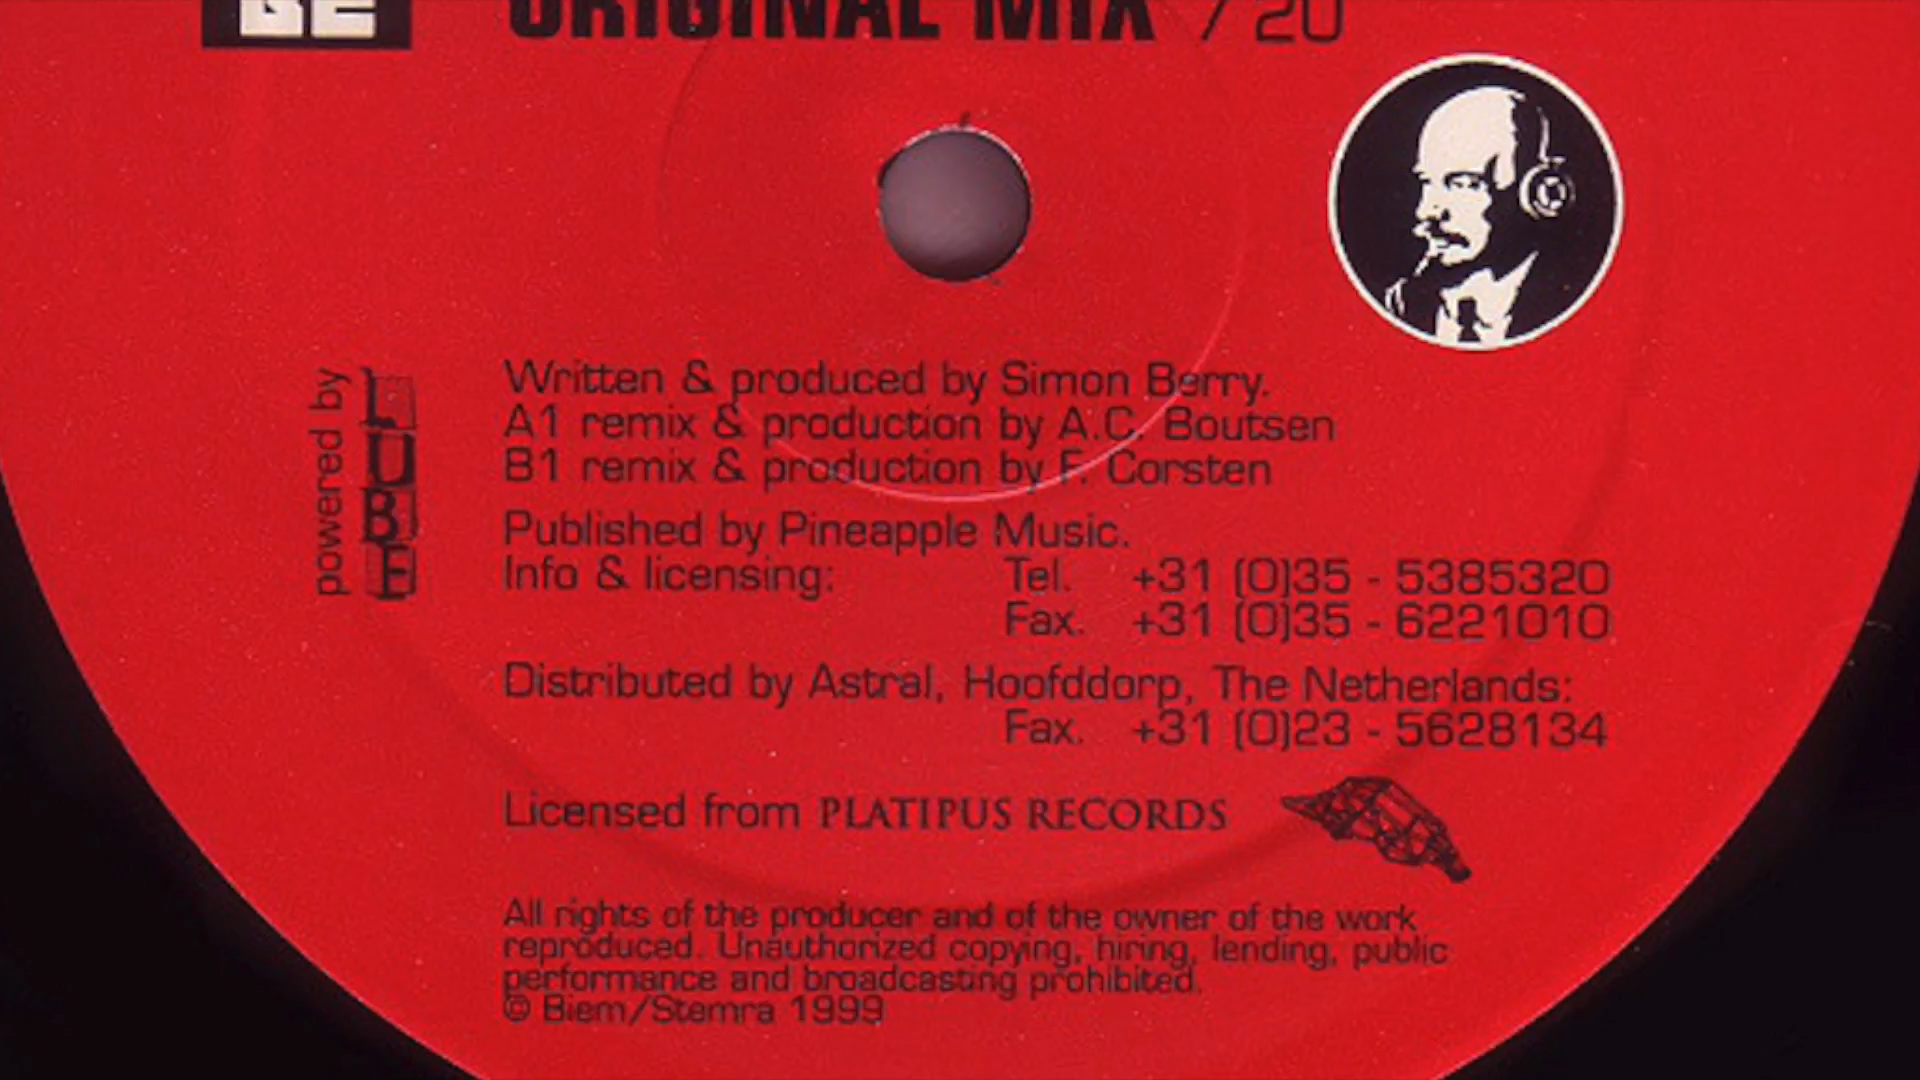 ORIGINAL MIX / 20
Written & produced by Simon Berry.
A1 remix & production by A.C. Boutsen
B1 remix & production by F. Corsten
powered by LUBE
Published by Pineapple Music.
Info & licensing: Tel. +31 (0)35 - 5385320
Fax. +31 (0)35 - 6221010
Distributed by Astral, Hoofddorp, The Netherlands:
Fax. +31 (0)23 - 5628134
Licensed from PLATIPUS RECORDS
All rights of the producer and of the owner of the work
reproduced. Unauthorized copying, hiring, lending, public
performance and broadcasting prohibited.
© Biem/Stemra 1999